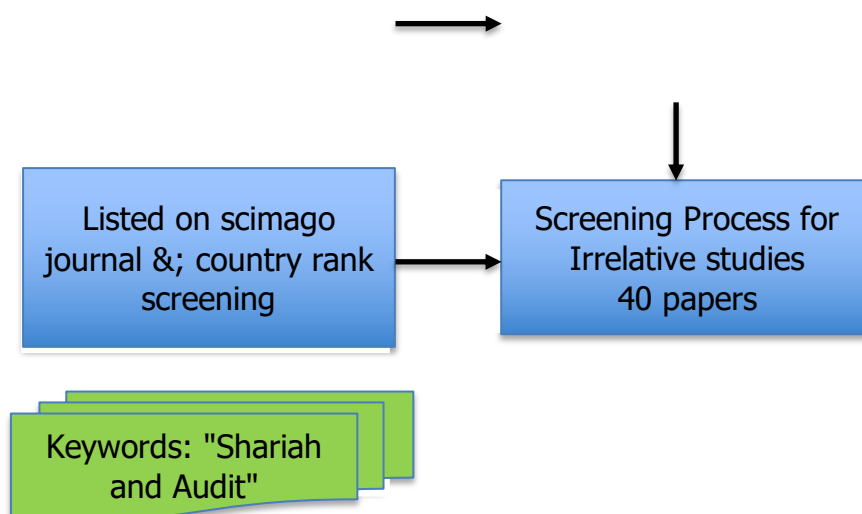 Listed on scimago
journal &; country rank
screening
Screening Process for
Irrelative studies
40 papers
Keywords: "Shariah
and Audit"